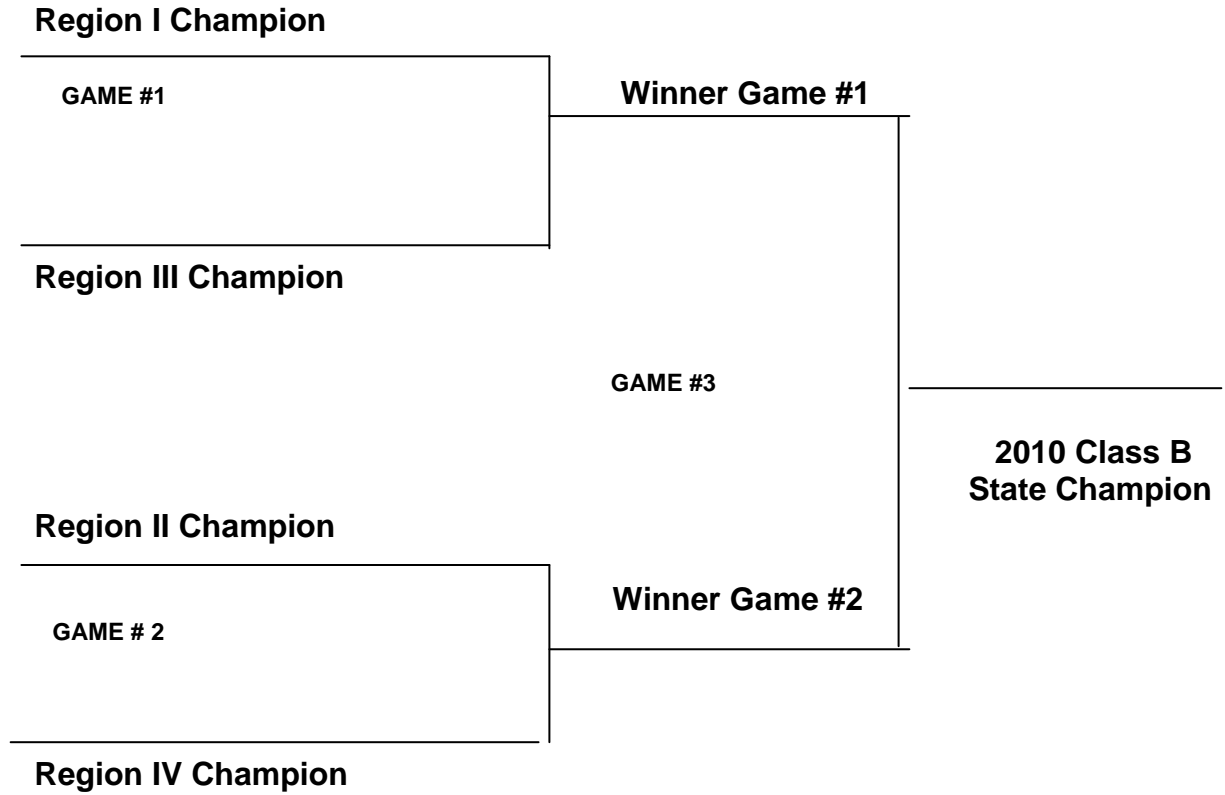 Region I Champion
GAME #1
Winner Game #1
Region III Champion
GAME #3
2010 Class B
State Champion
Region II Champion
Winner Game #2
GAME # 2
Region IV Champion